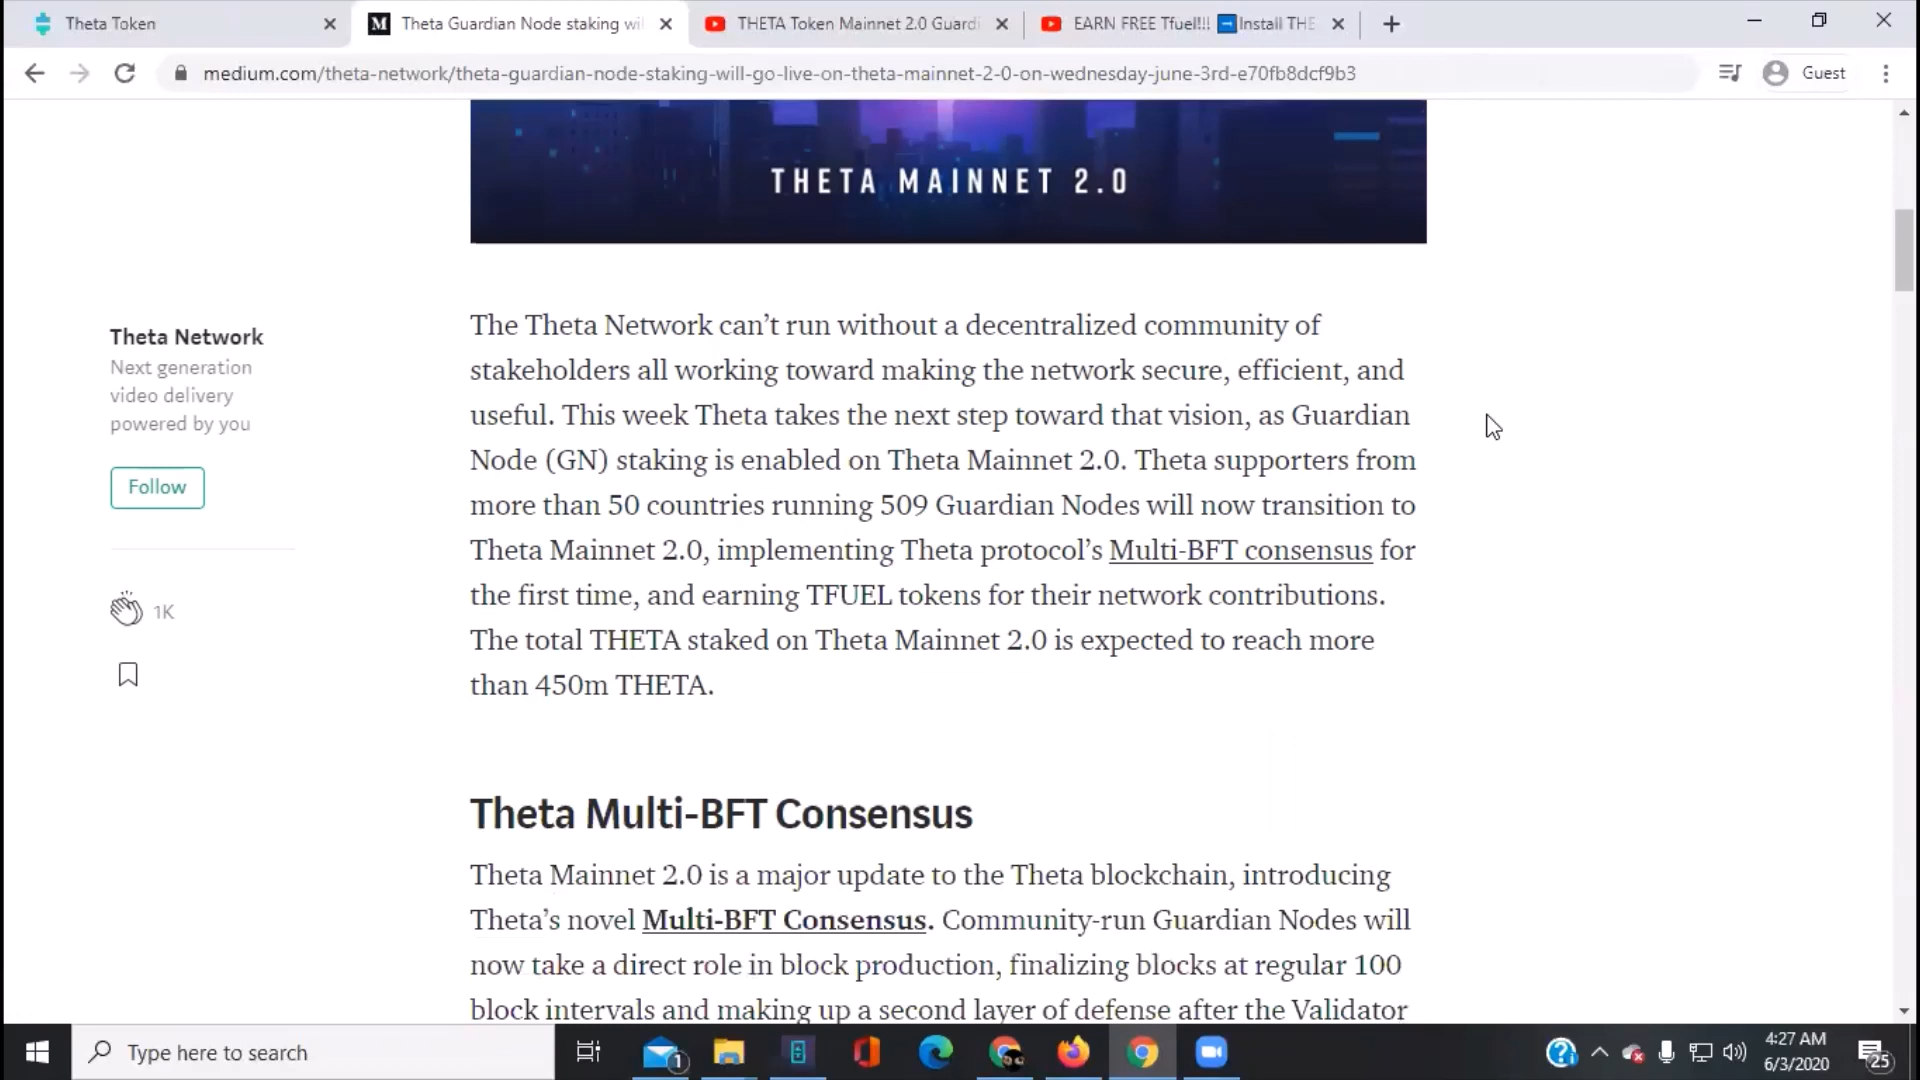 Theta Token
Theta Guardian Node staking wi
THETA Token Mainnet 2.0 Guardi
EARN FREE Tfuel!!! Install THE
medium.com/theta-network/theta-guardian-node-staking-will-go-live-on-theta-mainnet-2-0-on-wednesday-june-3rd-e70fb8dcf9b3
Guest
THETA MAINNET 2.0
Theta Network
Next generation
video delivery
powered by you
Follow
1K
The Theta Network can’t run without a decentralized community of
stakeholders all working toward making the network secure, efficient, and
useful. This week Theta takes the next step toward that vision, as Guardian
Node (GN) staking is enabled on Theta Mainnet 2.0. Theta supporters from
more than 50 countries running 509 Guardian Nodes will now transition to
Theta Mainnet 2.0, implementing Theta protocol’s Multi-BFT consensus for
the first time, and earning TFUEL tokens for their network contributions.
The total THETA staked on Theta Mainnet 2.0 is expected to reach more
than 450m THETA.
Theta Multi-BFT Consensus
Theta Mainnet 2.0 is a major update to the Theta blockchain, introducing
Theta’s novel Multi-BFT Consensus. Community-run Guardian Nodes will
now take a direct role in block production, finalizing blocks at regular 100
block intervals and making up a second layer of defense after the Validator
Type here to search
1
4:27 AM
6/3/2020
25